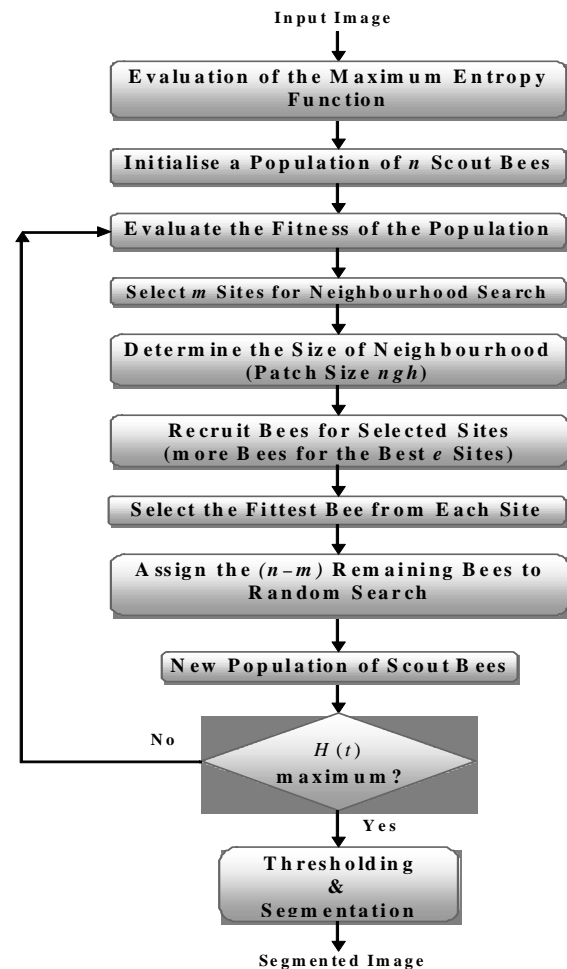 Input Image
Evaluation of the Maximum Entropy
Function
Initialise a Population of n Scout Bees
Evaluate the Fitness of the Population
Select m Sites for Neighbourhood Search
Determine the Size of Neighbourhood
(Patch Size ngh)
Recruit Bees for Selected Sites
(more Bees for the Best e Sites)
Select the Fittest Bee from Each Site
Assign the (n–m) Remaining Bees to
Random Search
New Population of Scout Bees
No
H (t)
maximum?
Yes
Thresholding
&
Segmentation
Segmented Image